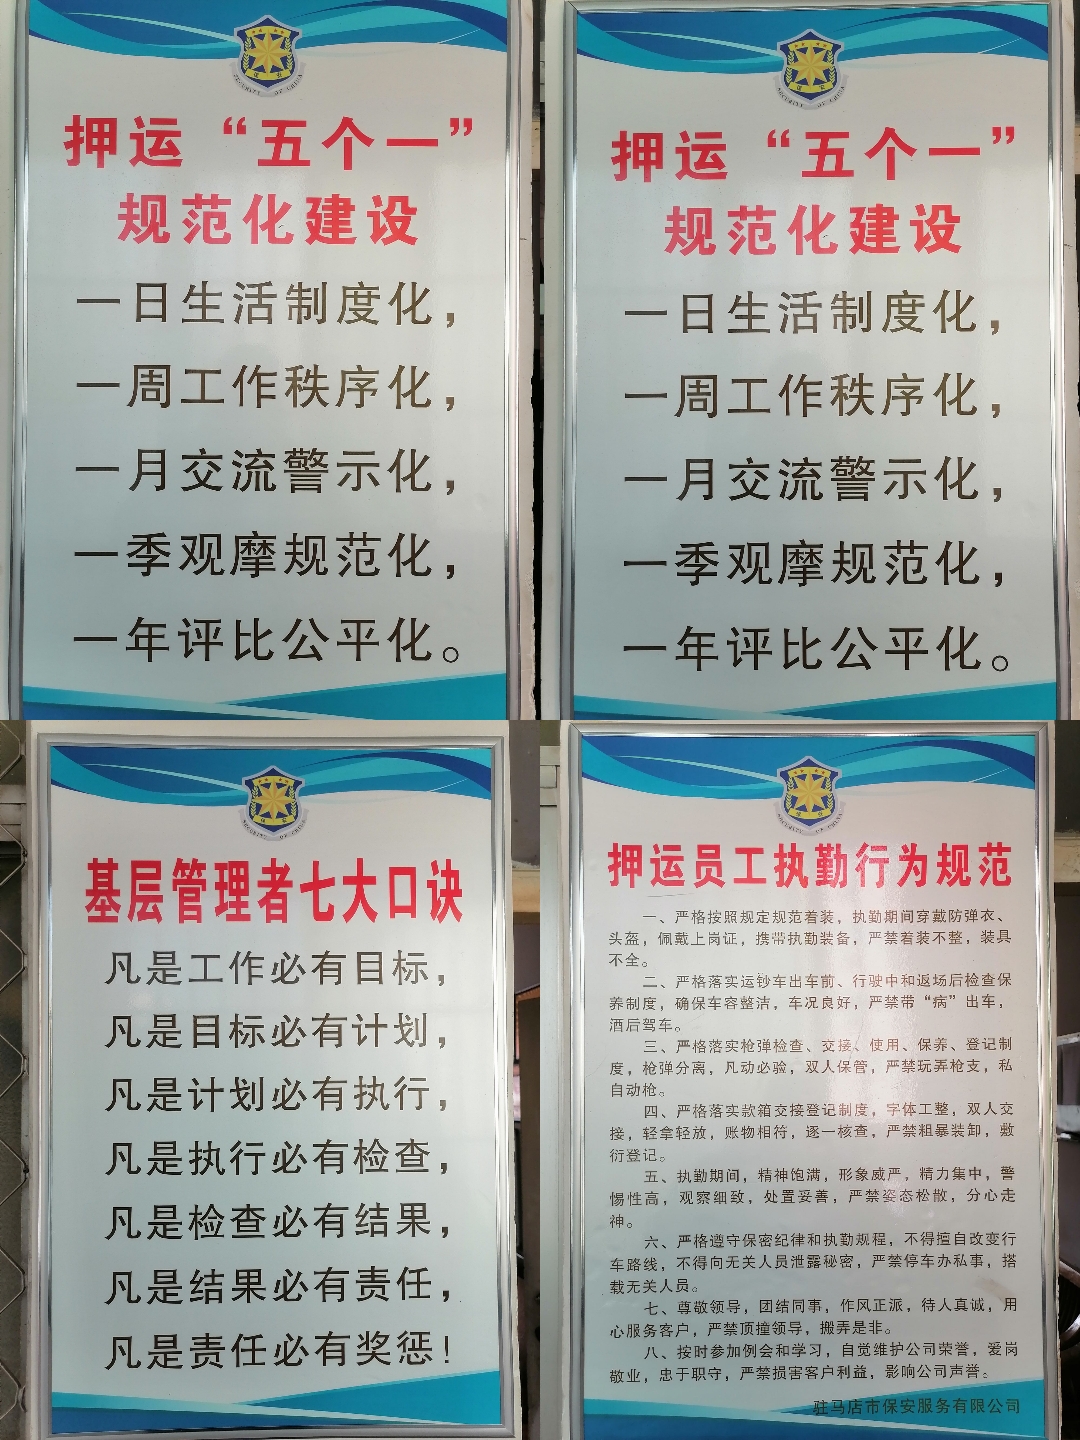 保安
SECURITY OF CHINA
押运“五个一”
规范化建设
一日生活制度化，
一周工作秩序化，
一月交流警示化，
一季观摩规范化，
一年评比公平化。
保安
SECURITY OF CHINA
押运“五个一”
规范化建设
一日生活制度化，
一周工作秩序化，
一月交流警示化，
一季观摩规范化，
一年评比公平化。
保安
SECURITY OF CHINA
基层管理者七大口诀
凡是工作必有目标，
凡是目标必有计划，
凡是计划必有执行，
凡是执行必有检查，
凡是检查必有结果，
凡是结果必有责任，
凡是责任必有奖惩！
保安
SECURITY OF CHINA
押运员工执勤行为规范
一、严格按照规定规范着装，执勤期间穿戴防弹衣、
头盔，佩戴上岗证，携带执勤装备，严禁着装不整，装具
不全。
二、严格落实运钞车出车前、行驶中和返场后检查保
养制度，确保车容整洁，车况良好，严禁带“病”出车，
酒后驾车。
三、严格落实枪弹检查、交接、使用、保养、登记制
度，枪弹分离，凡动必验，双人保管，严禁玩弄枪支，私
自动枪。
四、严格落实款箱交接登记制度，字体工整，双人交
接，轻拿轻放，账物相符，逐一核查，严禁粗暴装卸，敷
衍登记。
五、执勤期间，精神饱满，形象威严，精力集中，警
惕性高，观察细致，处置妥善，严禁姿态松散，分心走
神。
六、严格遵守保密纪律和执勤规程，不得擅自改变行
车路线，不得向无关人员泄露秘密，严禁停车办私事，搭
载无关人员。
七、尊敬领导，团结同事，作风正派，待人真诚，用
心服务客户，严禁顶撞领导，搬弄是非。
八、按时参加例会和学习，自觉维护公司荣誉，爱岗
敬业，忠于职守，严禁损害客户利益，影响公司声誉。
驻马店市保安服务有限公司